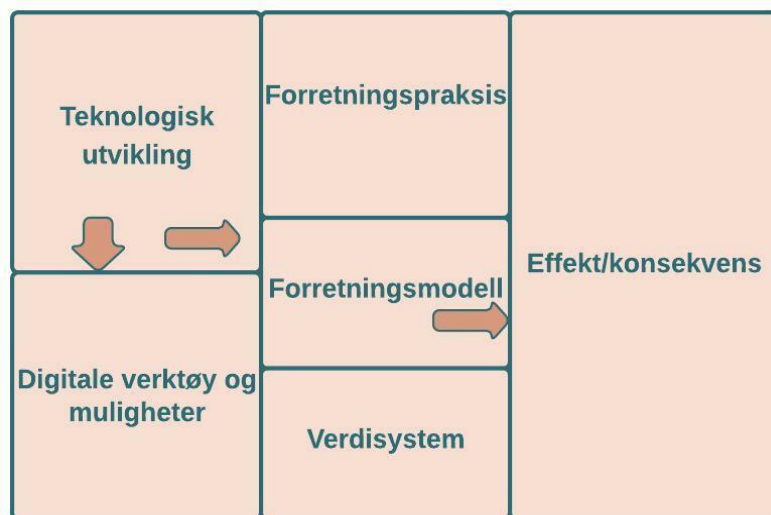 Teknologisk
utvikling
Digitale verktøy og
muligheter
Forretningspraksis
Forretningsmodell
Verdisystem
Effekt/konsekvens